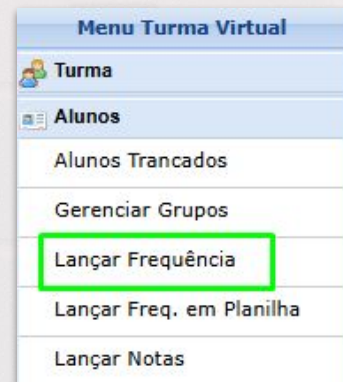 Menu Turma Virtual
Turma
Alunos
Alunos Trancados
Gerenciar Grupos
Lançar Frequência
Lançar Freq. em Planilha
Lançar Notas